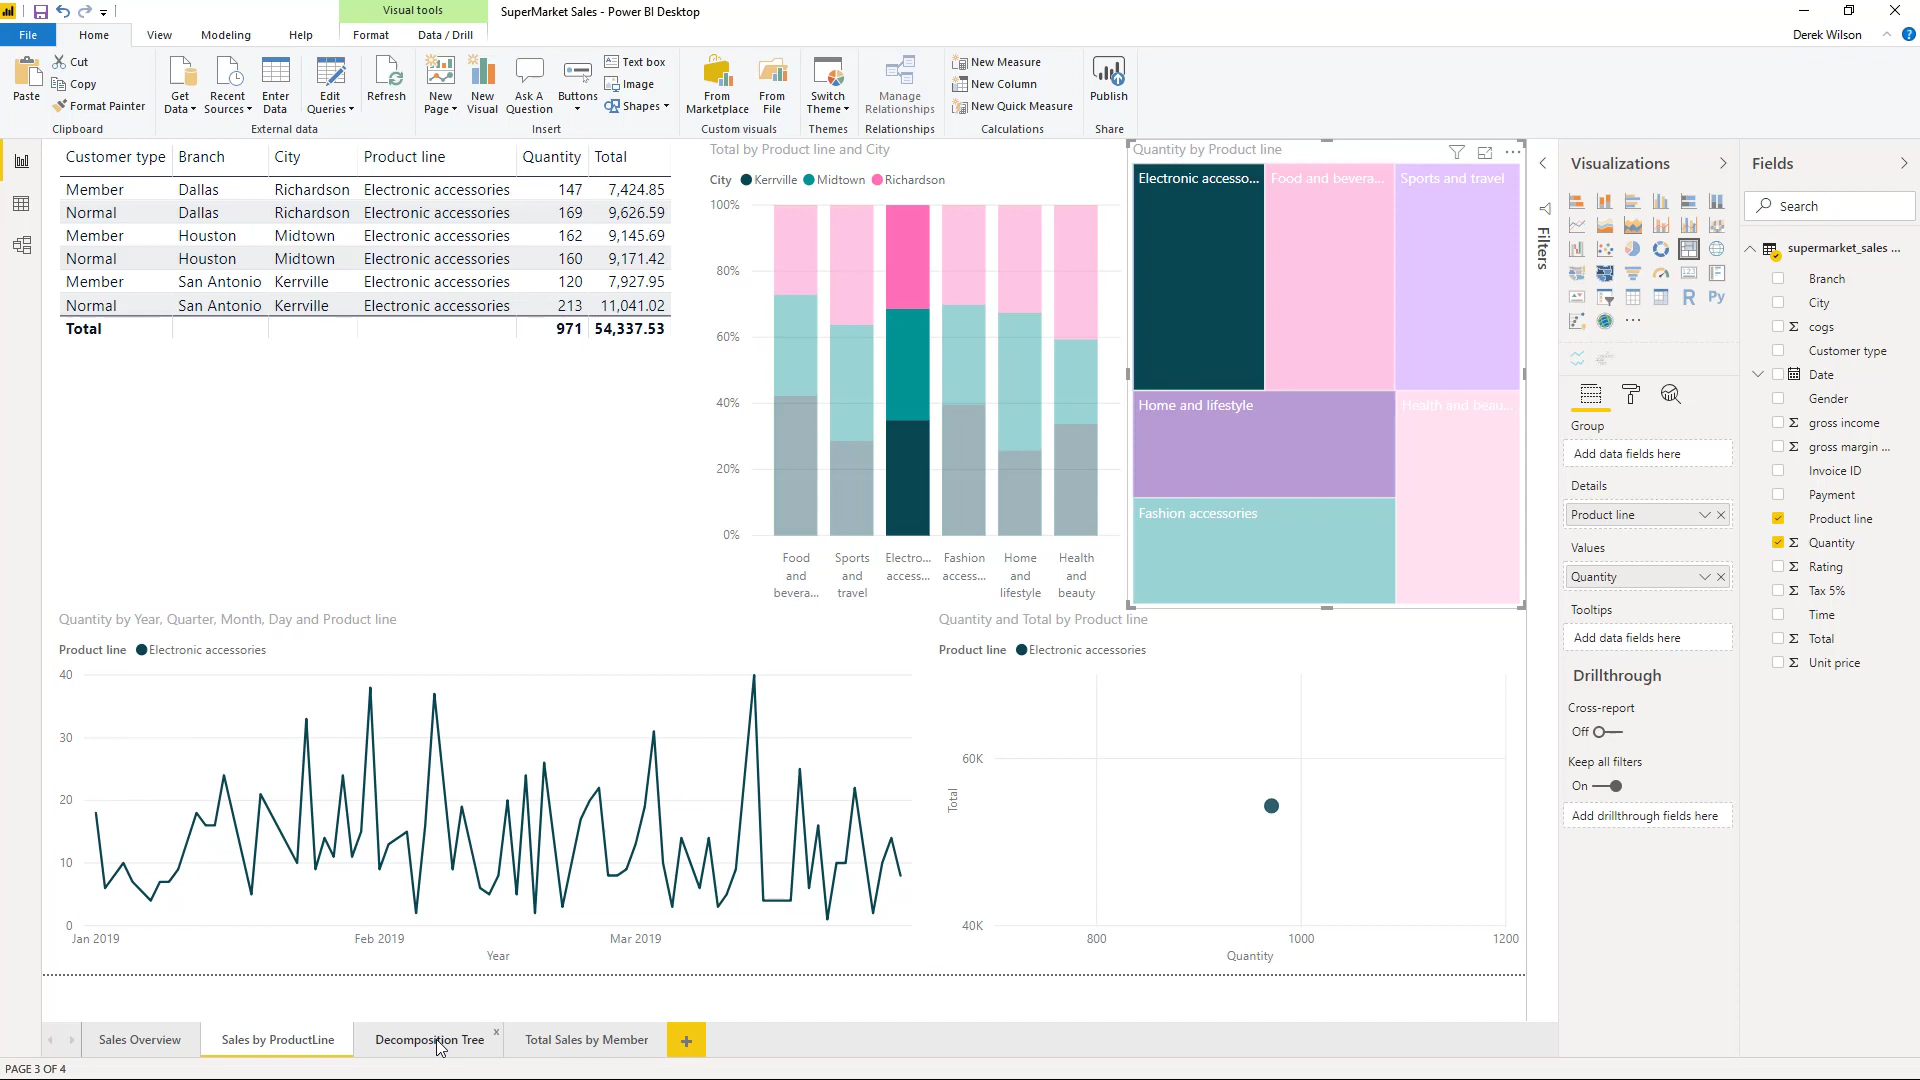 Visual tools
SuperMarket Sales - Power BI Desktop
File Home View Modeling Help Format Data / Drill
Derek Wilson
Paste
Cut
Copy
Format Painter
Clipboard
Get Data
Recent Sources
Enter Data
Edit Queries
External data
Refresh
New Page
New Visual
Ask A Question
Buttons
Text box
Image
Shapes
Insert
From Marketplace
From File
Custom visuals
Switch Theme
Themes
Manage Relationships
Relationships
New Measure
New Column
New Quick Measure
Calculations
Publish
Share
Customer type Branch City Product line Quantity Total
Member Dallas Richardson Electronic accessories 147 7,424.85
Normal Dallas Richardson Electronic accessories 169 9,626.59
Member Houston Midtown Electronic accessories 162 9,145.69
Normal Houston Midtown Electronic accessories 160 9,171.42
Member San Antonio Kerrville Electronic accessories 120 7,927.95
Normal San Antonio Kerrville Electronic accessories 213 11,041.02
Total 971 54,337.53
Total by Product line and City
City Kerrville Midtown Richardson
100%
80%
60%
40%
20%
0%
Food and bevera...
Sports and travel
Electro... access...
Fashion access...
Home and lifestyle
Health and beauty
Quantity by Product line
Electronic accesso...
Food and bevera...
Sports and travel
Home and lifestyle
Health and beau...
Fashion accessories
Quantity by Year, Quarter, Month, Day and Product line
Product line Electronic accessories
40
30
20
10
0
Jan 2019 Feb 2019 Mar 2019
Year
Quantity and Total by Product line
Product line Electronic accessories
60K
40K
Total
800 1000 1200
Quantity
Filters
Visualizations
R Py
Group
Add data fields here
Details
Product line
Values
Quantity
Tooltips
Add data fields here
Drillthrough
Cross-report
Off
Keep all filters
On
Add drillthrough fields here
Fields
Search
supermarket_sales ...
Branch
City
Σ cogs
Customer type
Date
Gender
Σ gross income
Σ gross margin ...
Invoice ID
Payment
Product line
Σ Quantity
Σ Rating
Σ Tax 5%
Time
Σ Total
Σ Unit price
Sales Overview Sales by ProductLine Decomposition Tree x Total Sales by Member +
PAGE 3 OF 4